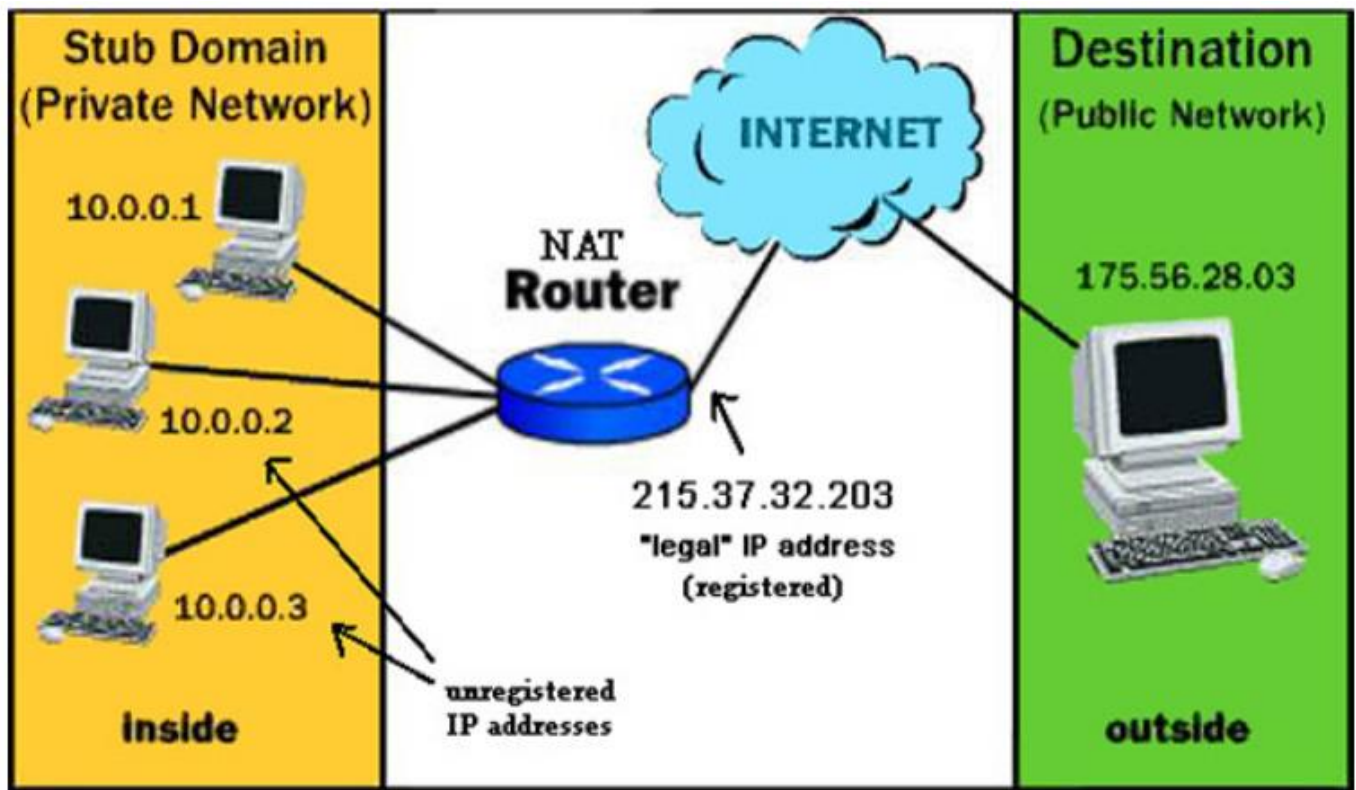 Stub Domain
(Private Network)
10.0.0.1
10.0.0.2
10.0.0.3
inside
NAT
Router
INTERNET
215.37.32.203
"legal" IP address
(registered)
unregistered
IP addresses
Destination
(Public Network)
175.56.28.03
outside